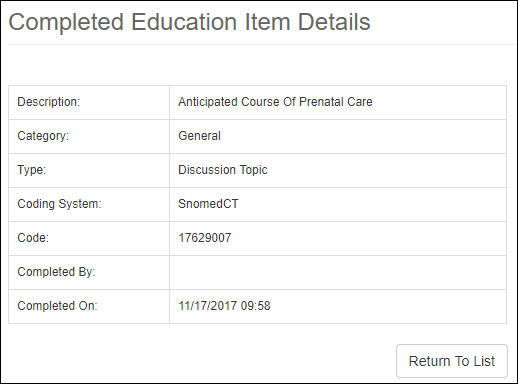 Completed Education Item Details
Description: Anticipated Course Of Prenatal Care
Category: General
Type: Discussion Topic
Coding System: SnomedCT
Code: 17629007
Completed By:
Completed On: 11/17/2017 09:58
Return To List